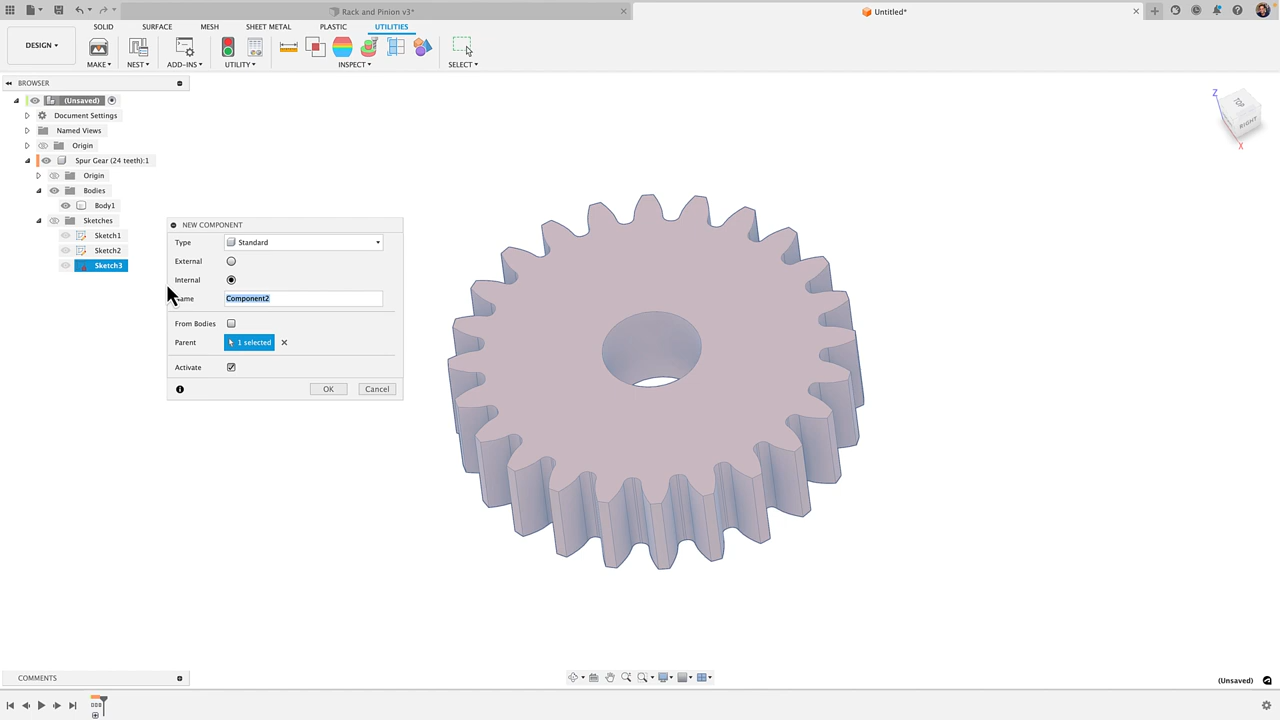 Rack and Pinion v3*
Untitled*
DESIGN
SOLID
SURFACE
MESH
SHEET METAL
PLASTIC
UTILITIES
MAKE
NEST
ADD-INS
UTILITY
INSPECT
SELECT
BROWSER
(Unsaved)
Document Settings
Named Views
Origin
Spur Gear (24 teeth):1
Origin
Bodies
Body1
Sketches
Sketch1
Sketch2
Sketch3
NEW COMPONENT
Type
Standard
External
Internal
ame
Component2
From Bodies
Parent
1 selected
Activate
OK
Cancel
Z
RIGHT
X
COMMENTS
(Unsaved)